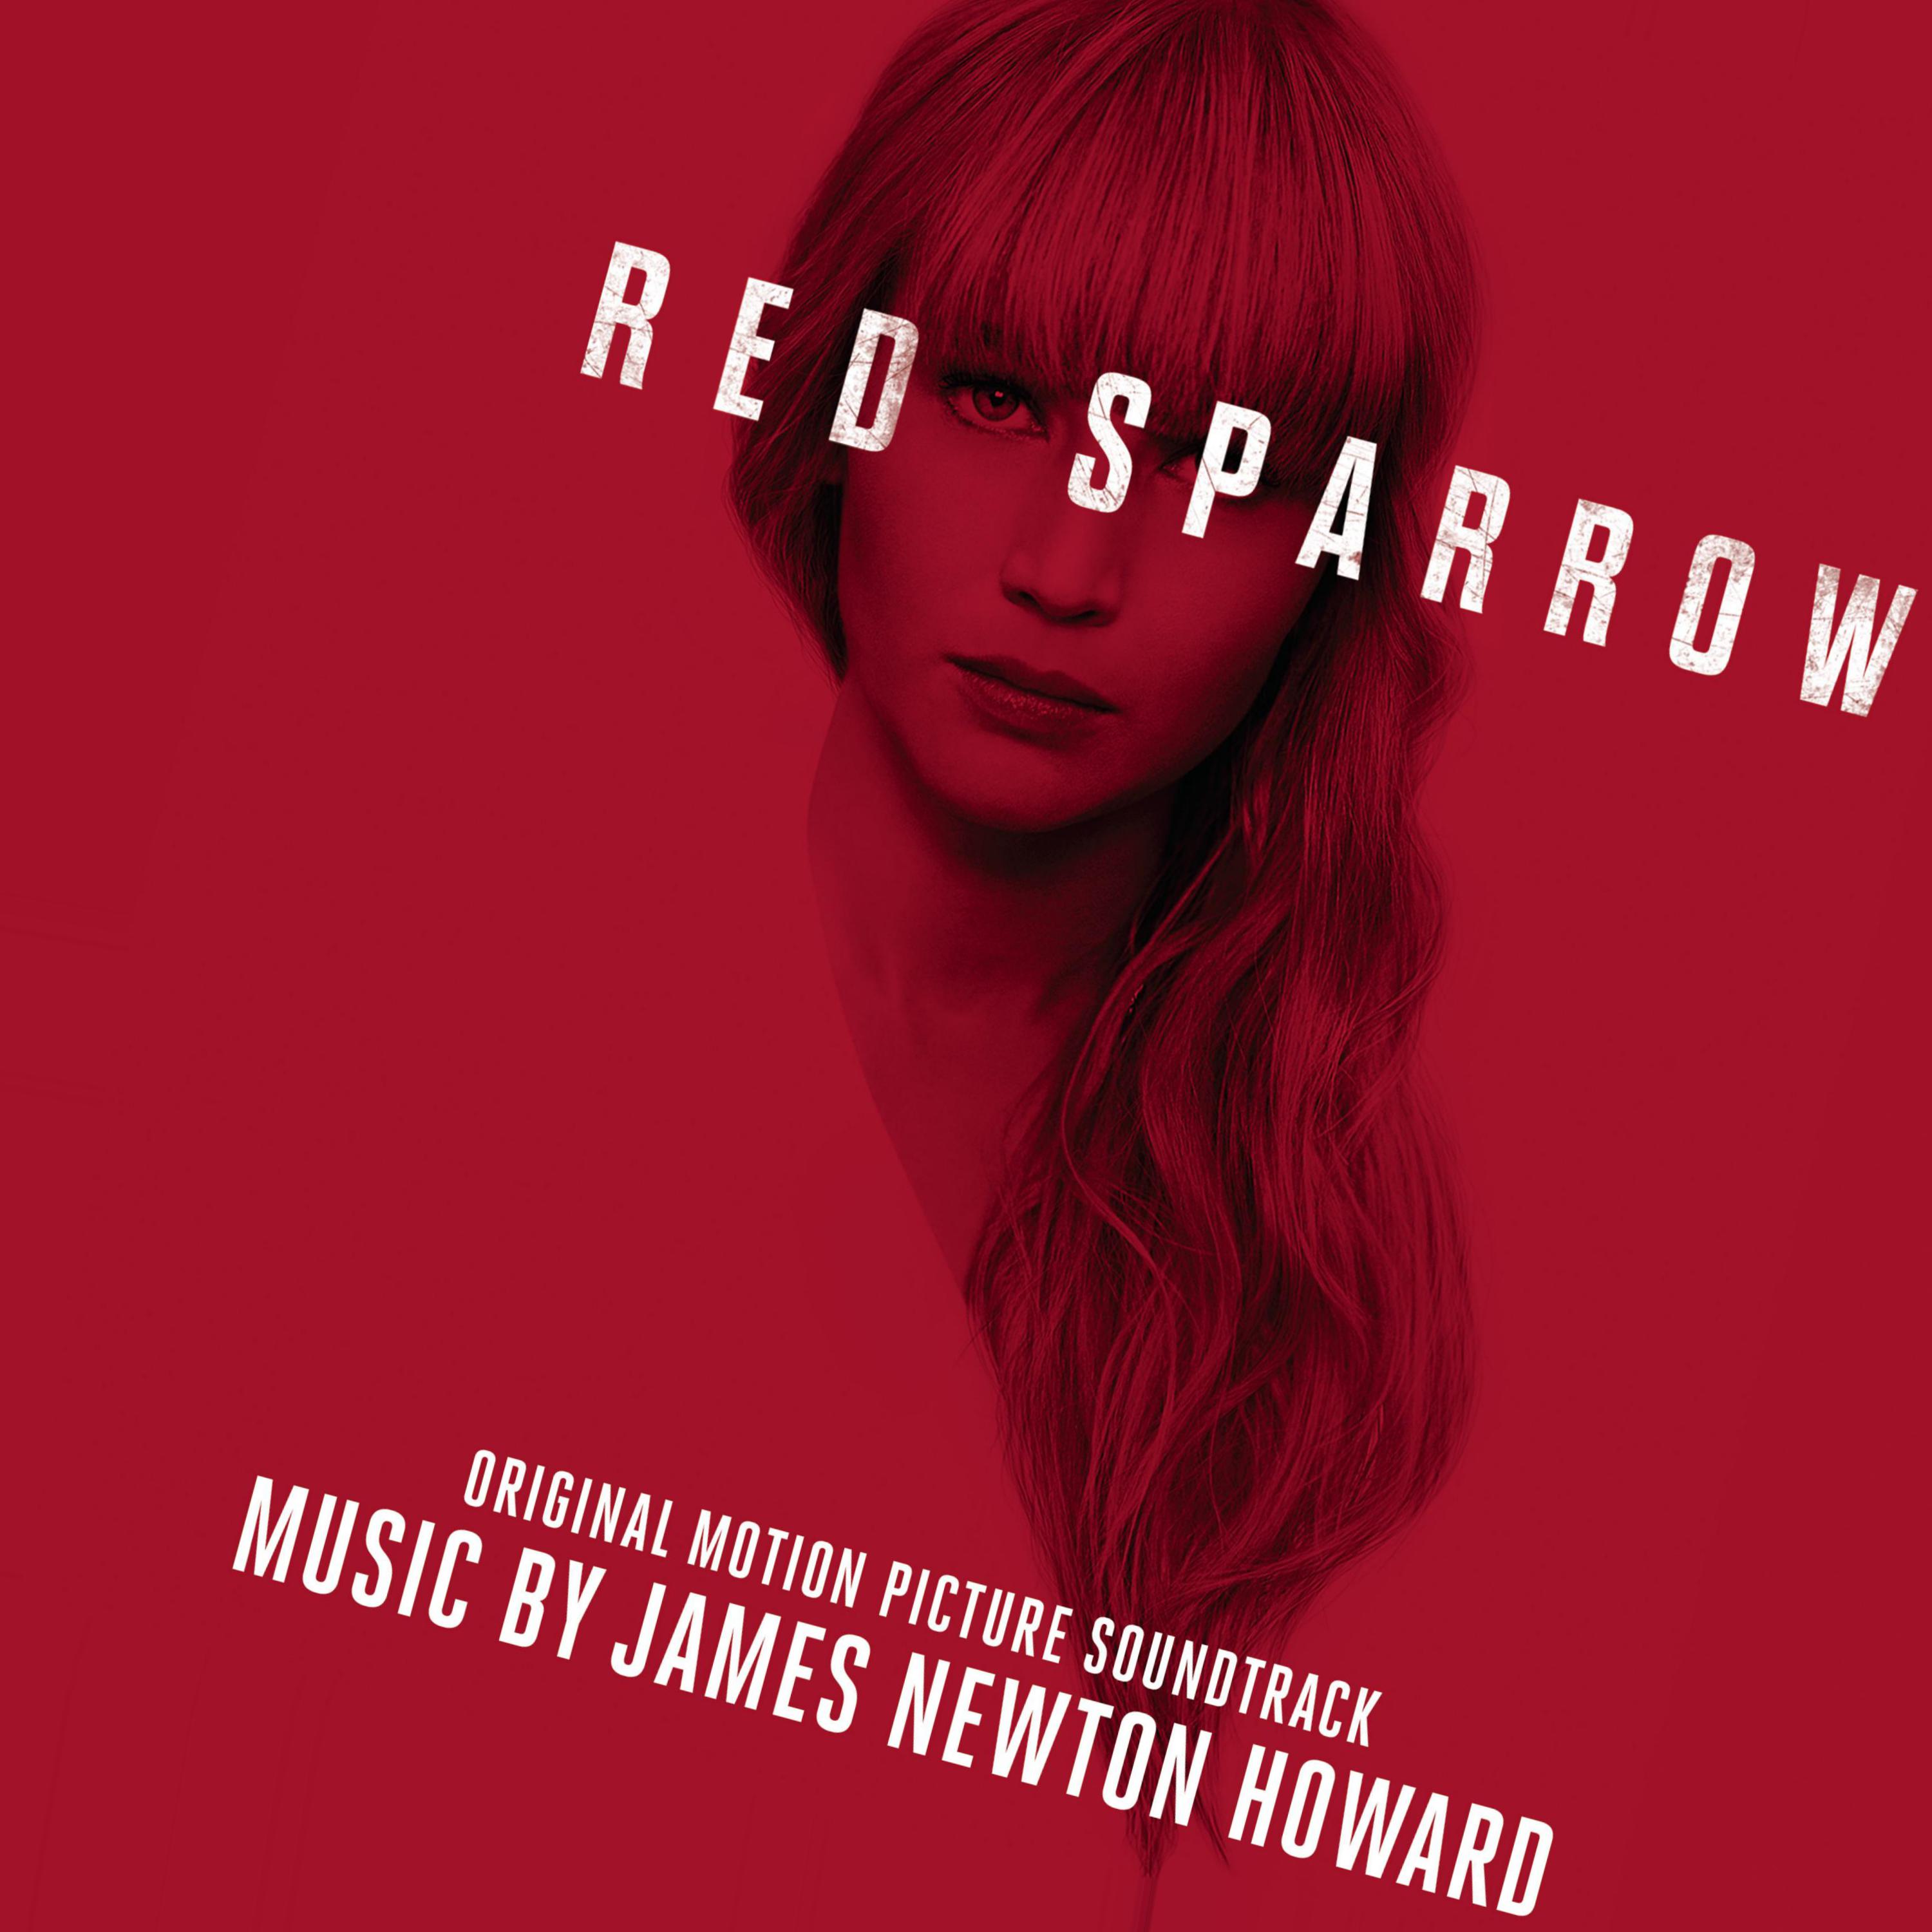 RED SPARROW
ORIGINAL MOTION PICTURE SOUNDTRACK
MUSIC BY JAMES NEWTON HOWARD